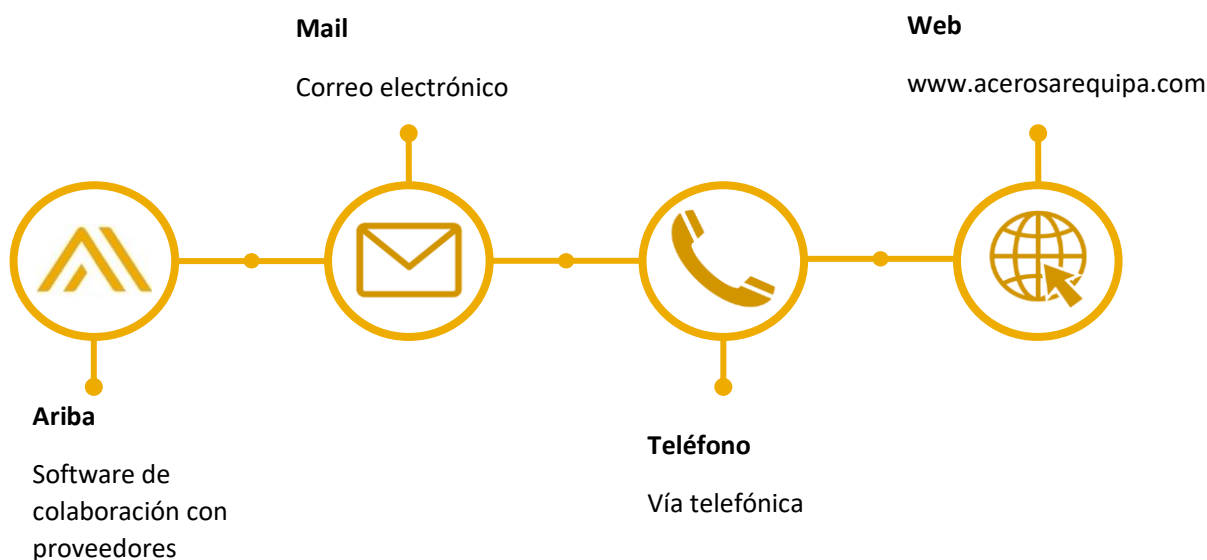 Mail
Correo electrónico
Web
www.acerosarequipa.com
Ariba
Software de
colaboración con
proveedores
Teléfono
Vía telefónica